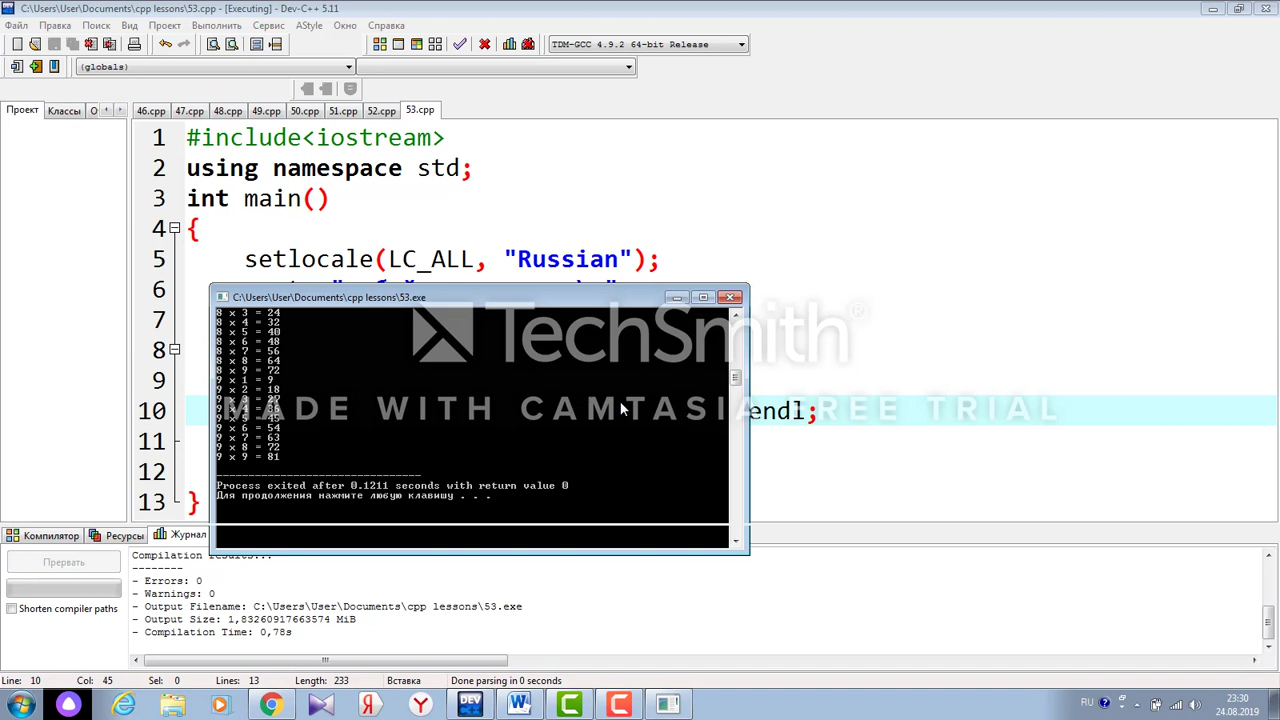 C:\Users\User\Documents\cpp lessons\53.cpp - [Executing] - Dev-C++ 5.11
Файл Правка Поиск Вид Проект Выполнить Сервис AStyle Окно Справка
TDM-GCC 4.9.2 64-bit Release
(globals)
Проект Классы О 46.cpp 47.cpp 48.cpp 49.cpp 50.cpp 51.cpp 52.cpp 53.cpp
1 #include<iostream>
2 using namespace std;
3 int main()
4 {
5 setlocale(LC_ALL, "Russian");
6
7
8
9
10 endl;
11
12
13 }
C:\Users\User\Documents\cpp lessons\53.exe
8 x 3 = 24
8 x 4 = 32
8 x 5 = 40
8 x 6 = 48
8 x 7 = 56
8 x 8 = 64
8 x 9 = 72
9 x 1 = 9
9 x 2 = 18
9 x 3 = 27
9 x 4 = 36
9 x 5 = 45
9 x 6 = 54
9 x 7 = 63
9 x 8 = 72
9 x 9 = 81
--------------------------------
Process exited after 0.1211 seconds with return value 0
Для продолжения нажмите любую клавишу . . .
TechSmith®
MADE WITH CAMTASIA FREE TRIAL
Компилятор Ресурсы Журнал
Прервать
Shorten compiler paths
Compilation results...
--------
- Errors: 0
- Warnings: 0
- Output Filename: C:\Users\User\Documents\cpp lessons\53.exe
- Output Size: 1,83260917663574 MiB
- Compilation Time: 0,78s
Line: 10 Col: 45 Sel: 0 Lines: 13 Length: 233 Вставка Done parsing in 0 seconds
RU 23:30
24.08.2019